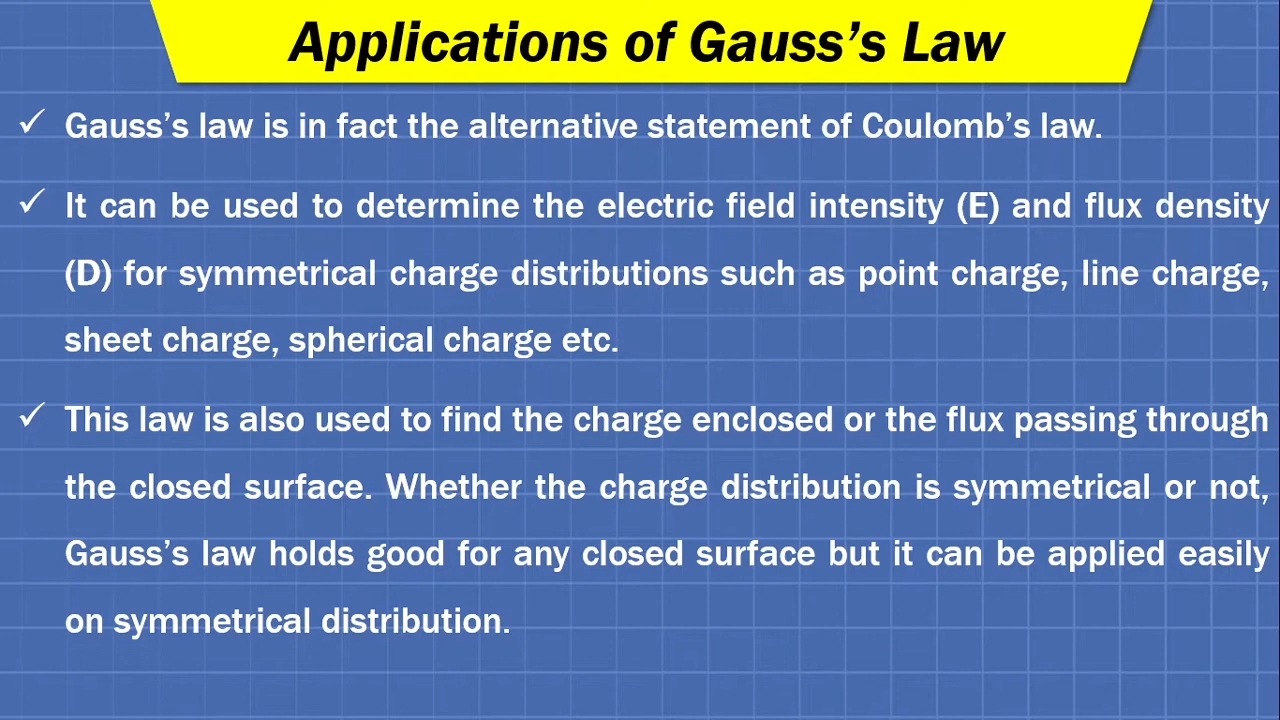 Applications of Gauss’s Law
✓ Gauss’s law is in fact the alternative statement of Coulomb’s law.
✓ It can be used to determine the electric field intensity (E) and flux density
(D) for symmetrical charge distributions such as point charge, line charge,
sheet charge, spherical charge etc.
✓ This law is also used to find the charge enclosed or the flux passing through
the closed surface. Whether the charge distribution is symmetrical or not,
Gauss’s law holds good for any closed surface but it can be applied easily
on symmetrical distribution.